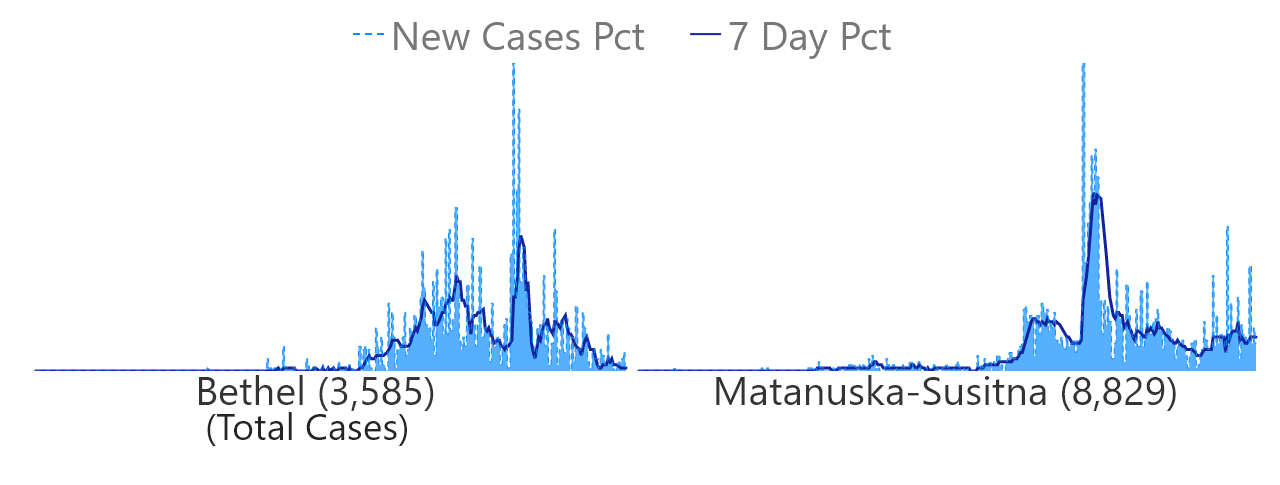 New Cases Pct 7 Day Pct
Bethel (3,585)
(Total Cases)
Matanuska-Susitna (8,829)